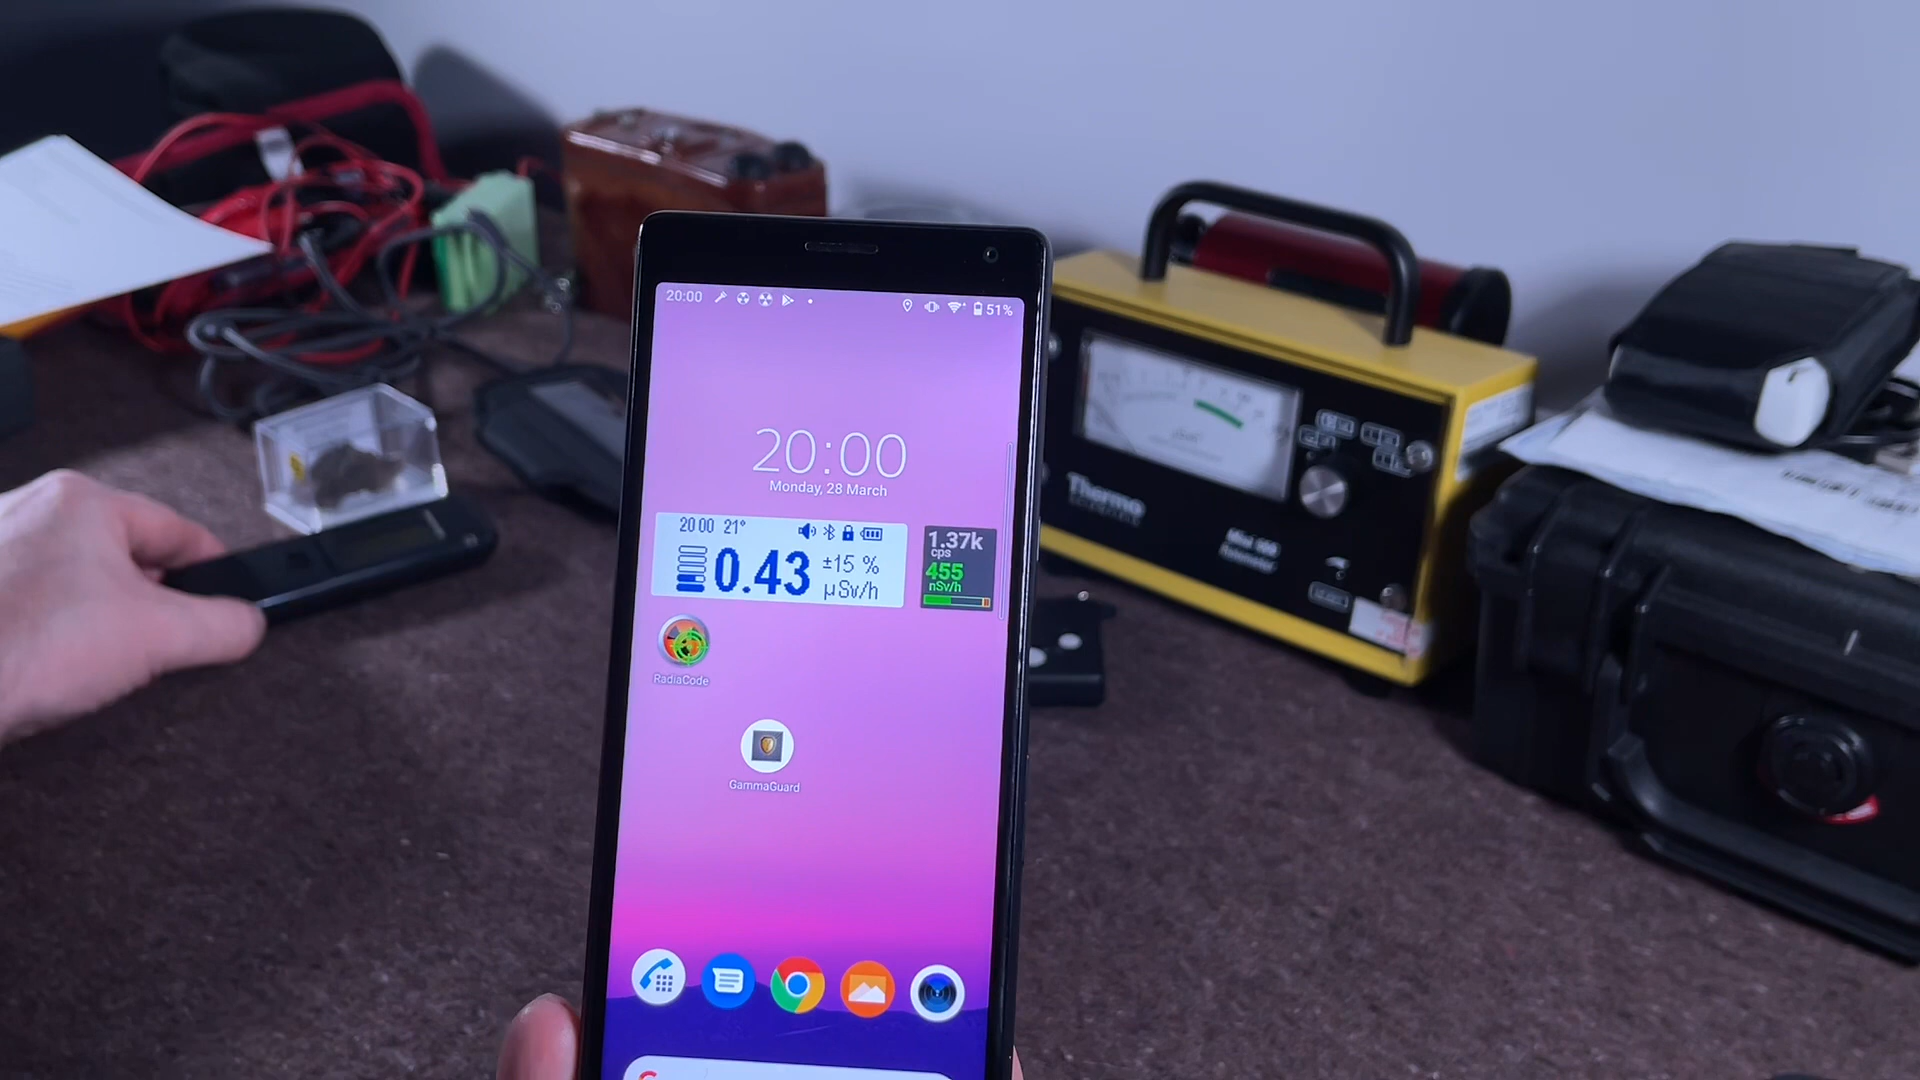 20:00
51%
20:00
Monday, 28 March
20 00 21°
0.43
±15 %
µSv/h
1.37k
cps
455
nSv/h
RadiaCode
GammaGuard
Thermo
SCIENTIFIC